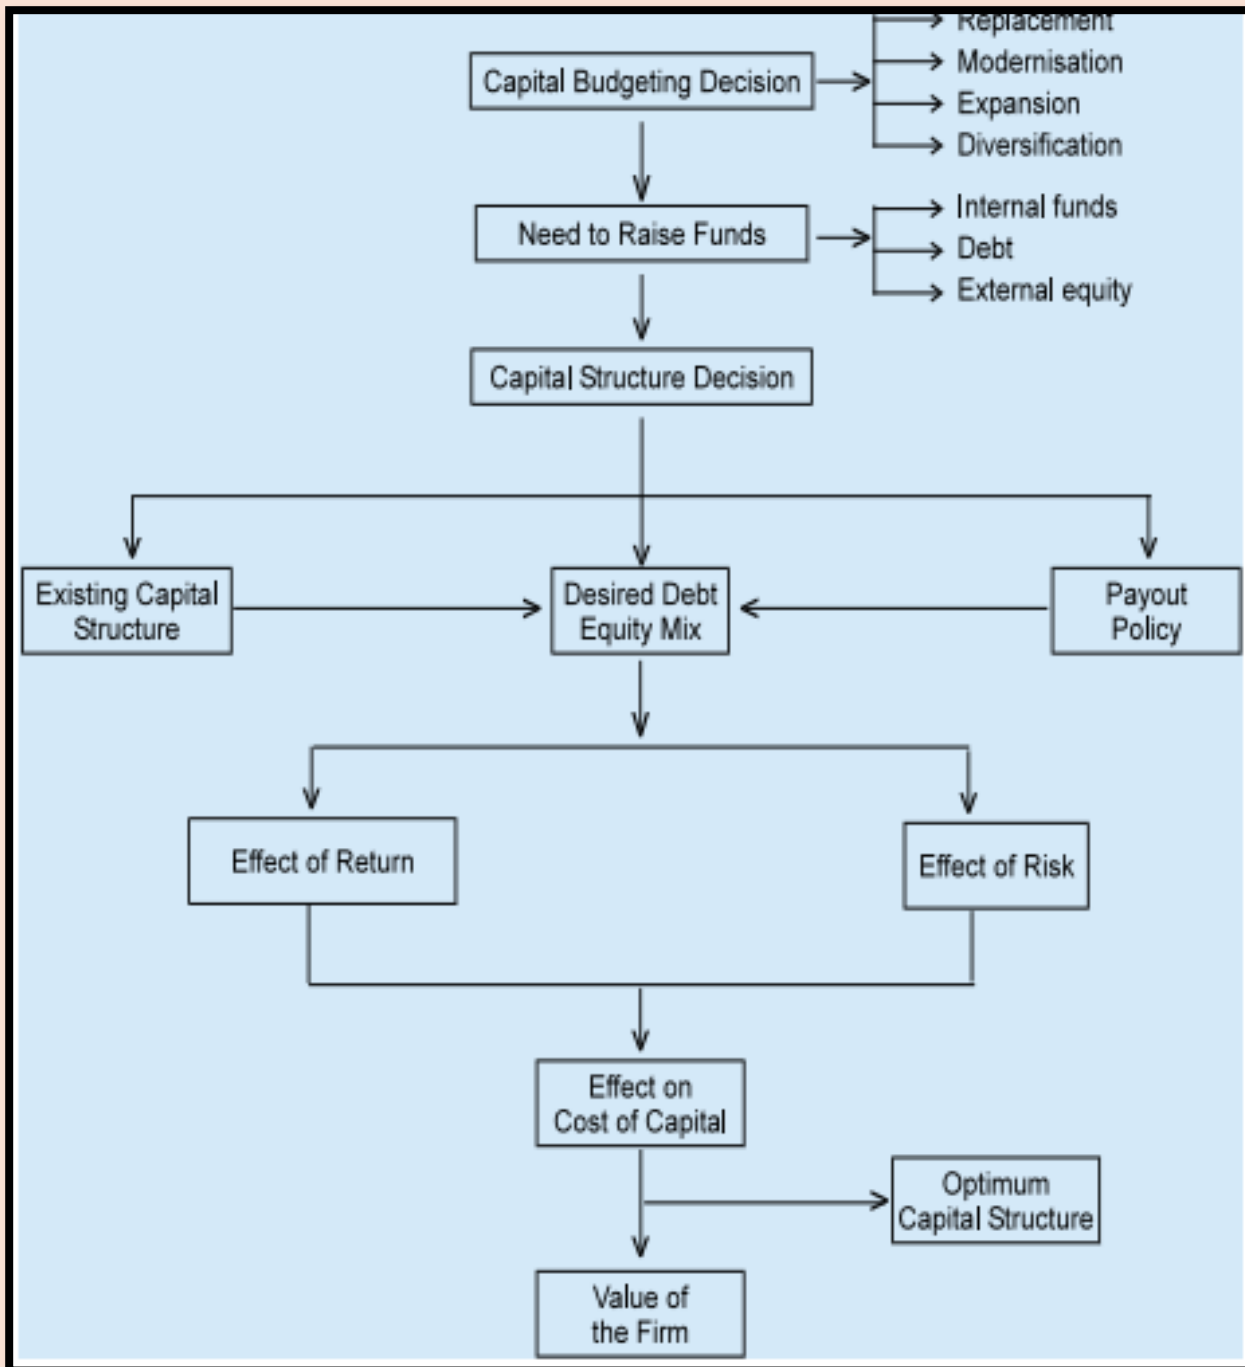 Replacement
Modernisation
Capital Budgeting Decision
Expansion
Diversification
Internal funds
Need to Raise Funds
Debt
External equity
Capital Structure Decision
Existing Capital
Structure
Desired Debt
Equity Mix
Payout
Policy
Effect of Return
Effect of Risk
Effect on
Cost of Capital
Optimum
Capital Structure
Value of
the Firm